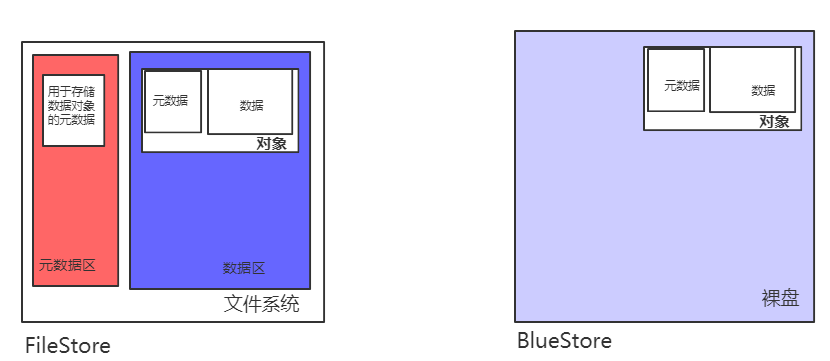 用于存储
数据对象
的元数据
元数据
数据
对象
元数据区
数据区
文件系统
FileStore
元数据
数据
对象
裸盘
BlueStore